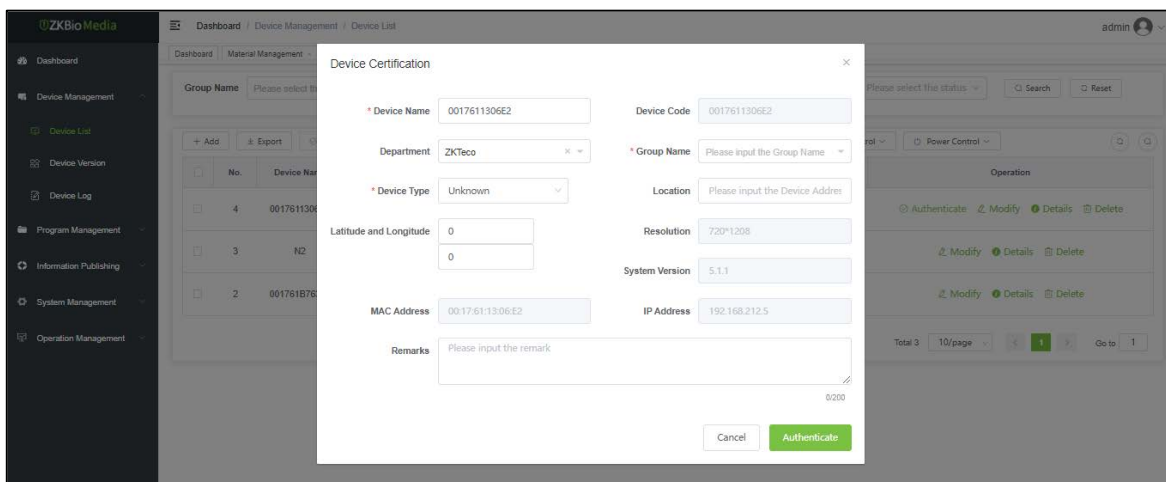 ZKBio Media
Dashboard / Device Management / Device List
admin
Dashboard
Material Management
Dashboard
Device Management
Device List
Device Version
Device Log
Program Management
Information Publishing
System Management
Operation Management
Group Name
Please select the status
Search
Reset
+ Add
Export
Power Control
No.
Operation
4
Authenticate Modify Details Delete
3 N2
Modify Details Delete
2
Modify Details Delete
Total 3 10/page 1 Go to 1
Device Certification
* Device Name 0017611306E2
Device Code 0017611306E2
Department ZKTeco
* Group Name Please input the Group Name
* Device Type Unknown
Location Please input the Device Addres
Latitude and Longitude 0
0
Resolution 720*1208
System Version 5.1.1
MAC Address 00:17:61:13:06:E2
IP Address 192.168.212.5
Remarks Please input the remark
0/200
Cancel
Authenticate